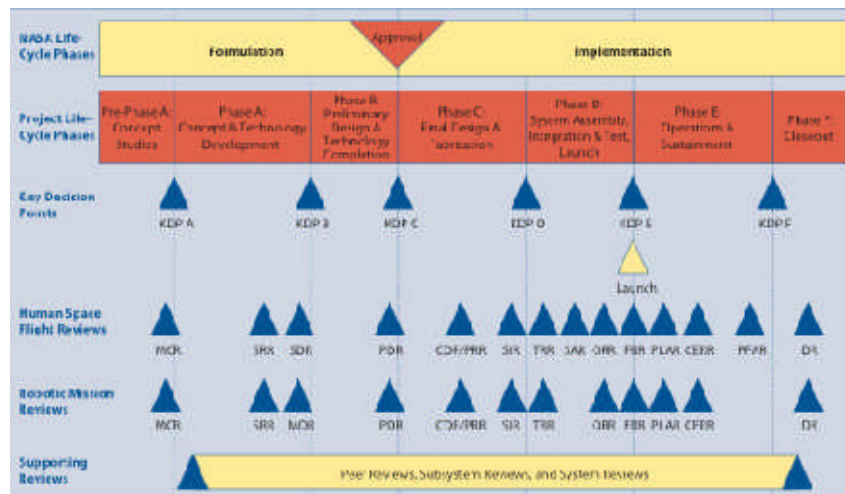 NASA Life-
Cycle Phases
Formulation
Approval
Implementation
Project Life-
Cycle Phases
Pre-Phase A:
Concept
Studies
Phase A:
Concept & Technology
Development
Phase B:
Preliminary
Design &
Technology
Completion
Phase C:
Final Design &
Fabrication
Phase D:
System Assembly,
Integration & Test,
Launch
Phase E:
Operations &
Sustainment
Phase F:
Closeout
Key Decision
Points
KDP A
KDP B
KDP C
KDP D
KDP E
KDP F
Launch
Human Space
Flight Reviews
MCR
SRR
SDR
PDR
CDR/PRR
SIR
TRR
SAR
ORR
FRR
PLAR
CERR
PFAR
DR
Robotic Mission
Reviews
MCR
SRR
MDR
PDR
CDR/PRR
SIR
TRR
ORR
FRR
PLAR
CERR
DR
Supporting
Reviews
Peer Reviews, Subsystem Reviews, and System Reviews